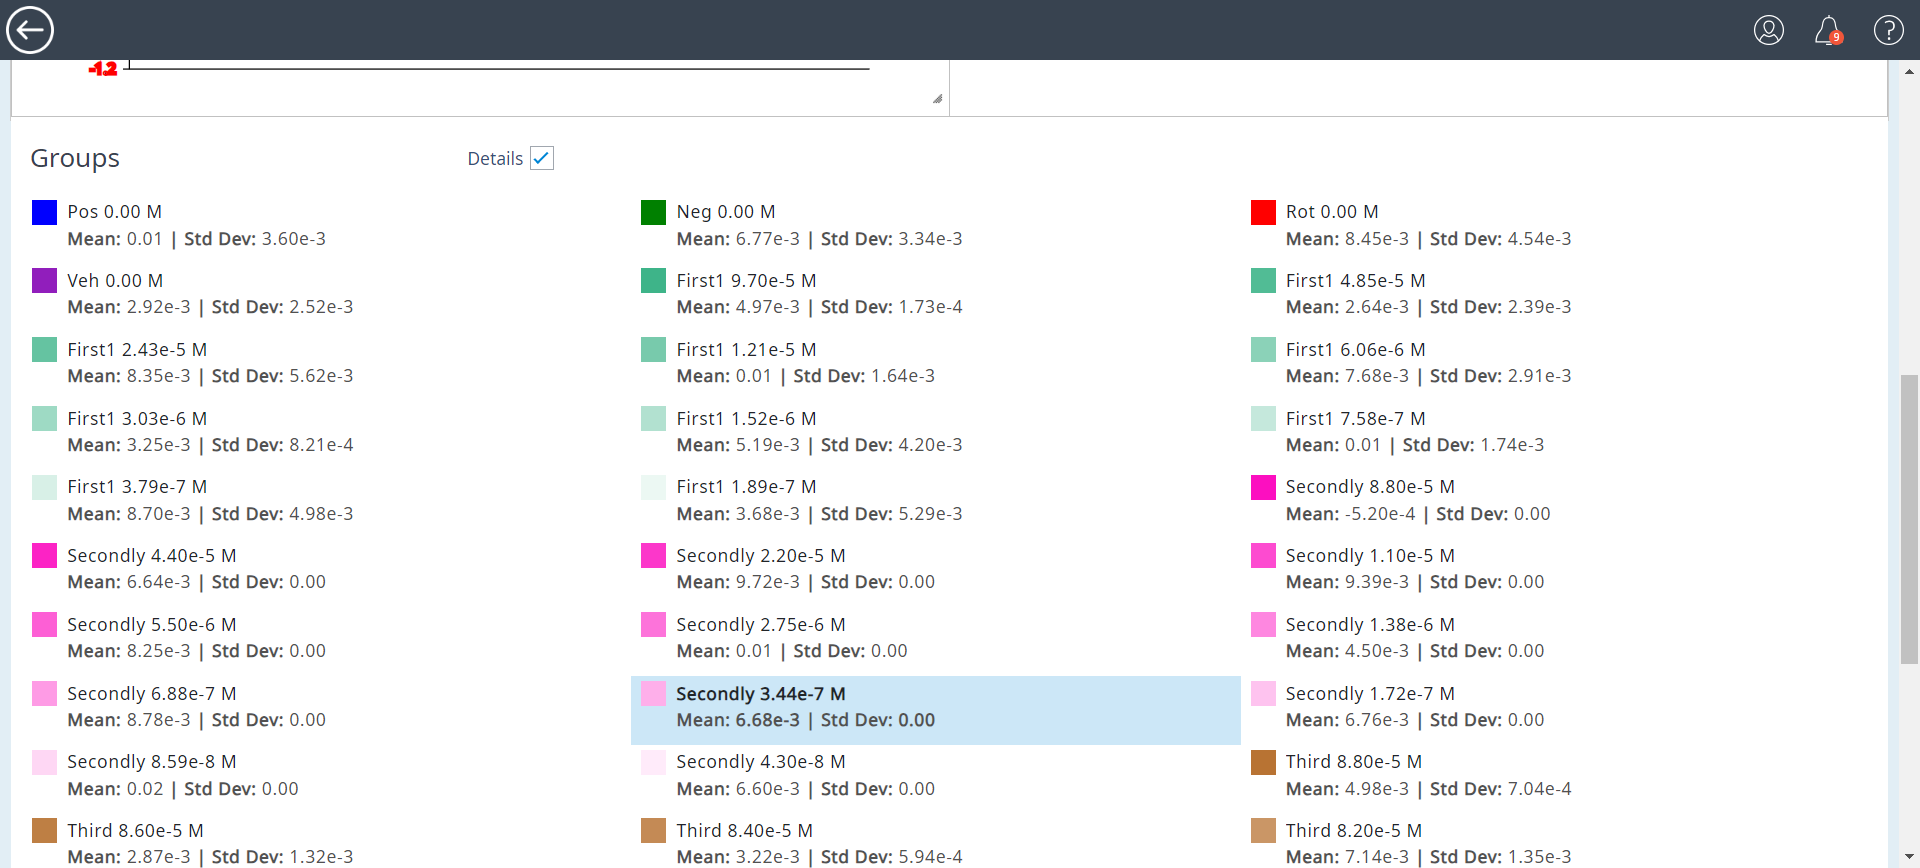 9
-1.2
Groups
Details
Pos 0.00 M
Mean: 0.01 | Std Dev: 3.60e-3
Neg 0.00 M
Mean: 6.77e-3 | Std Dev: 3.34e-3
Rot 0.00 M
Mean: 8.45e-3 | Std Dev: 4.54e-3
Veh 0.00 M
Mean: 2.92e-3 | Std Dev: 2.52e-3
First1 9.70e-5 M
Mean: 4.97e-3 | Std Dev: 1.73e-4
First1 4.85e-5 M
Mean: 2.64e-3 | Std Dev: 2.39e-3
First1 2.43e-5 M
Mean: 8.35e-3 | Std Dev: 5.62e-3
First1 1.21e-5 M
Mean: 0.01 | Std Dev: 1.64e-3
First1 6.06e-6 M
Mean: 7.68e-3 | Std Dev: 2.91e-3
First1 3.03e-6 M
Mean: 3.25e-3 | Std Dev: 8.21e-4
First1 1.52e-6 M
Mean: 5.19e-3 | Std Dev: 4.20e-3
First1 7.58e-7 M
Mean: 0.01 | Std Dev: 1.74e-3
First1 3.79e-7 M
Mean: 8.70e-3 | Std Dev: 4.98e-3
First1 1.89e-7 M
Mean: 3.68e-3 | Std Dev: 5.29e-3
Secondly 8.80e-5 M
Mean: -5.20e-4 | Std Dev: 0.00
Secondly 4.40e-5 M
Mean: 6.64e-3 | Std Dev: 0.00
Secondly 2.20e-5 M
Mean: 9.72e-3 | Std Dev: 0.00
Secondly 1.10e-5 M
Mean: 9.39e-3 | Std Dev: 0.00
Secondly 5.50e-6 M
Mean: 8.25e-3 | Std Dev: 0.00
Secondly 2.75e-6 M
Mean: 0.01 | Std Dev: 0.00
Secondly 1.38e-6 M
Mean: 4.50e-3 | Std Dev: 0.00
Secondly 6.88e-7 M
Mean: 8.78e-3 | Std Dev: 0.00
Secondly 3.44e-7 M
Mean: 6.68e-3 | Std Dev: 0.00
Secondly 1.72e-7 M
Mean: 6.76e-3 | Std Dev: 0.00
Secondly 8.59e-8 M
Mean: 0.02 | Std Dev: 0.00
Secondly 4.30e-8 M
Mean: 6.60e-3 | Std Dev: 0.00
Third 8.80e-5 M
Mean: 4.98e-3 | Std Dev: 7.04e-4
Third 8.60e-5 M
Mean: 2.87e-3 | Std Dev: 1.32e-3
Third 8.40e-5 M
Mean: 3.22e-3 | Std Dev: 5.94e-4
Third 8.20e-5 M
Mean: 7.14e-3 | Std Dev: 1.35e-3